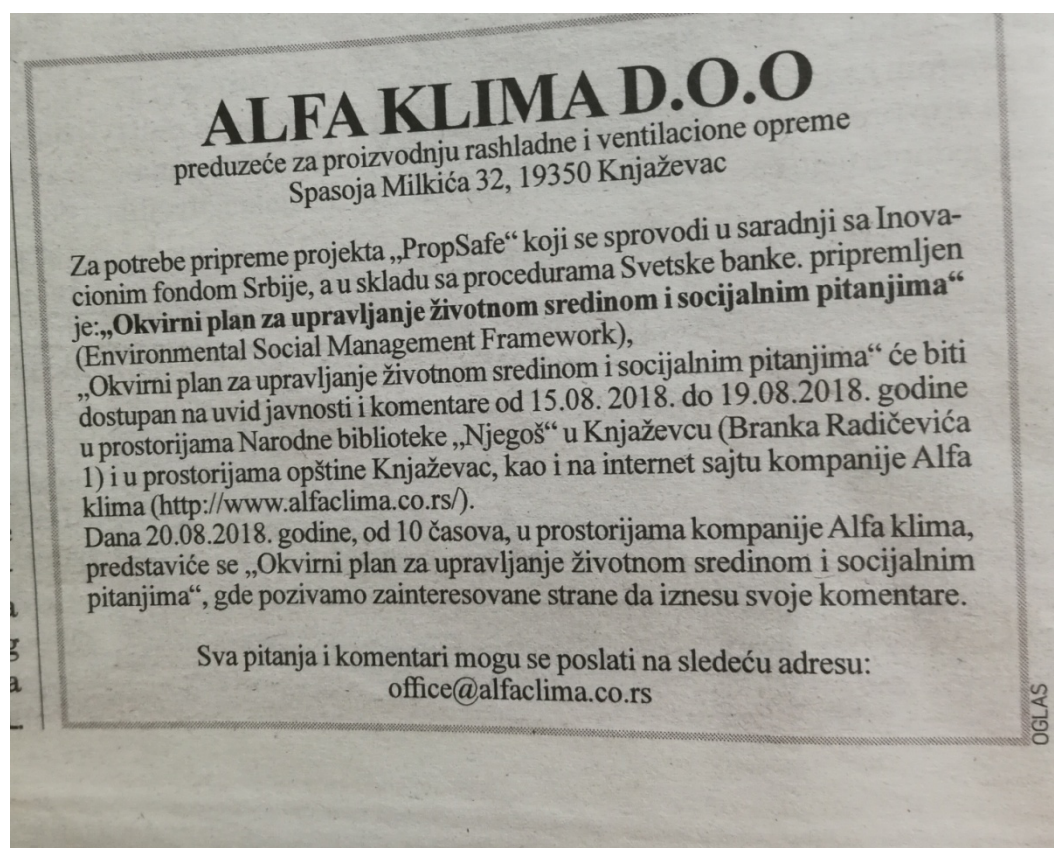 ALFA KLIMA D.O.O
preduzeće za proizvodnju rashladne i ventilacione opreme
Spasoja Milkića 32, 19350 Knjaževac
Za potrebe pripreme projekta „PropSafe“ koji se sprovodi u saradnji sa Inova-
cionim fondom Srbije, a u skladu sa procedurama Svetske banke. pripremljen
je:„Okvirni plan za upravljanje životnom sredinom i socijalnim pitanjima“
(Environmental Social Management Framework),
„Okvirni plan za upravljanje životnom sredinom i socijalnim pitanjima“ će biti
dostupan na uvid javnosti i komentare od 15.08. 2018. do 19.08.2018. godine
u prostorijama Narodne biblioteke „Njegoš“ u Knjaževcu (Branka Radičevića
1) i u prostorijama opštine Knjaževac, kao i na internet sajtu kompanije Alfa
klima (http://www.alfaclima.co.rs/).
Dana 20.08.2018. godine, od 10 časova, u prostorijama kompanije Alfa klima,
predstaviće se „Okvirni plan za upravljanje životnom sredinom i socijalnim
pitanjima“, gde pozivamo zainteresovane strane da iznesu svoje komentare.
Sva pitanja i komentari mogu se poslati na sledeću adresu:
office@alfaclima.co.rs
OGLAS